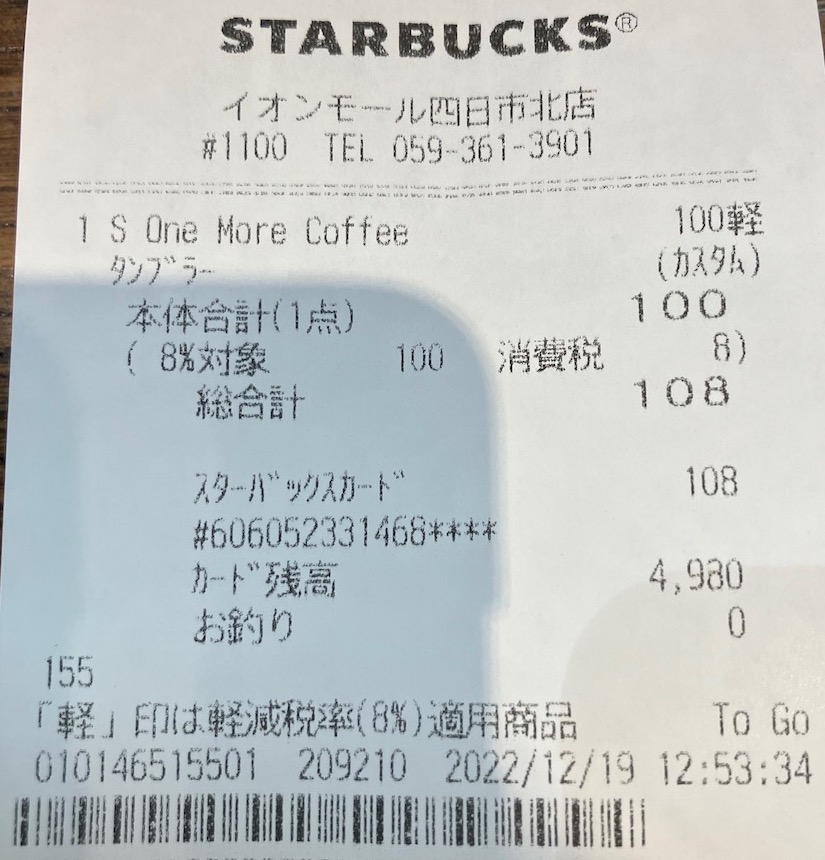 STARBUCKS®
イオンモール四日市北店
#1100 TEL 059-361-3901
1 S One More Coffee 100軽
ﾀﾝﾌﾞﾗｰ (ｶｽﾀﾑ)
本体合計(1点) 100
( 8%対象 100 消費税 8)
総合計 108
ｽﾀｰﾊﾞｯｸｽｶｰﾄﾞ 108
#606052331468****
ｶｰﾄﾞ残高 4,980
お釣り 0
155
「軽」印は軽減税率(8%)適用商品 To Go
010146515501 209210 2022/12/19 12:53:34